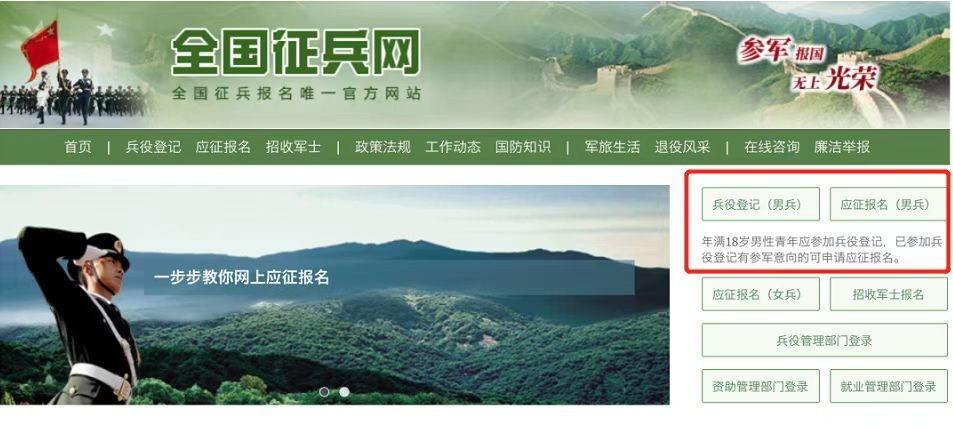 全国征兵网
全国征兵报名唯一官方网站
参军 报国
无上 光荣
首页 | 兵役登记 应征报名 招收军士 | 政策法规 工作动态 国防知识 | 军旅生活 退役风采 | 在线咨询 廉洁举报
一步步教你网上应征报名
兵役登记（男兵） 应征报名（男兵）
年满18岁男性青年应参加兵役登记，已参加兵
役登记有参军意向的可申请应征报名。
应征报名（女兵） 招收军士报名
兵役管理部门登录
资助管理部门登录 就业管理部门登录